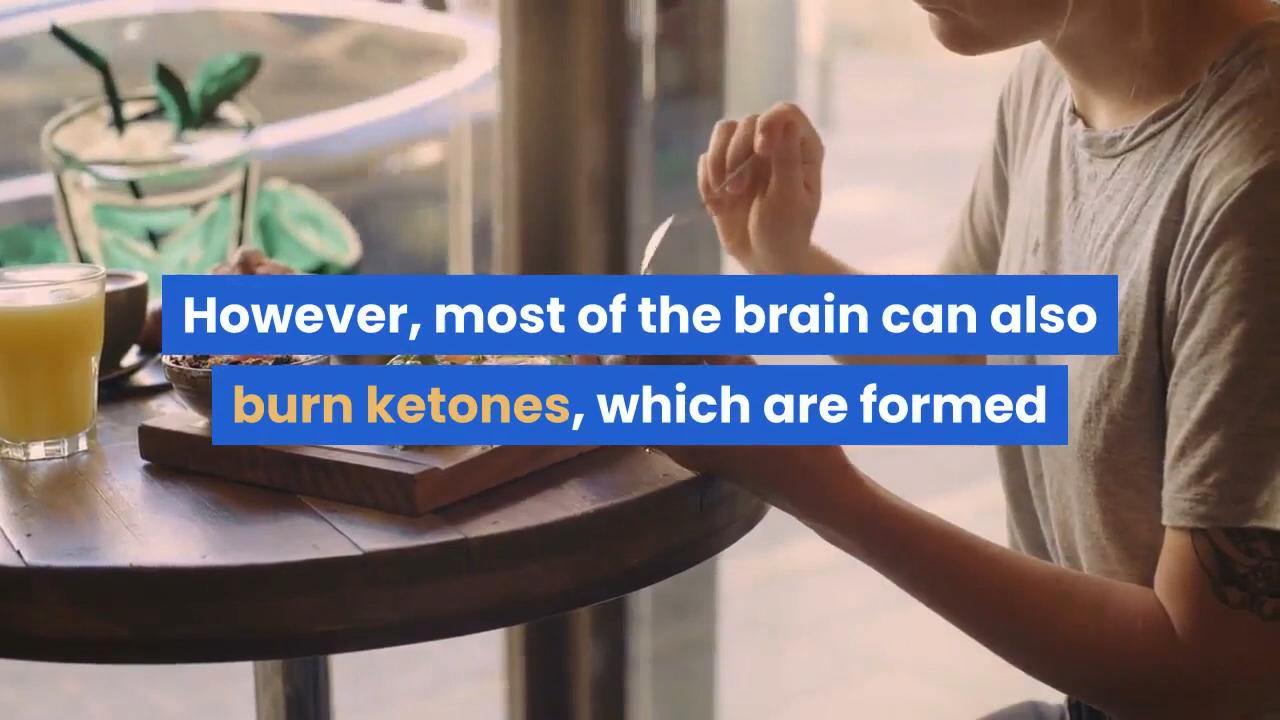 However, most of the brain can also
burn ketones, which are formed